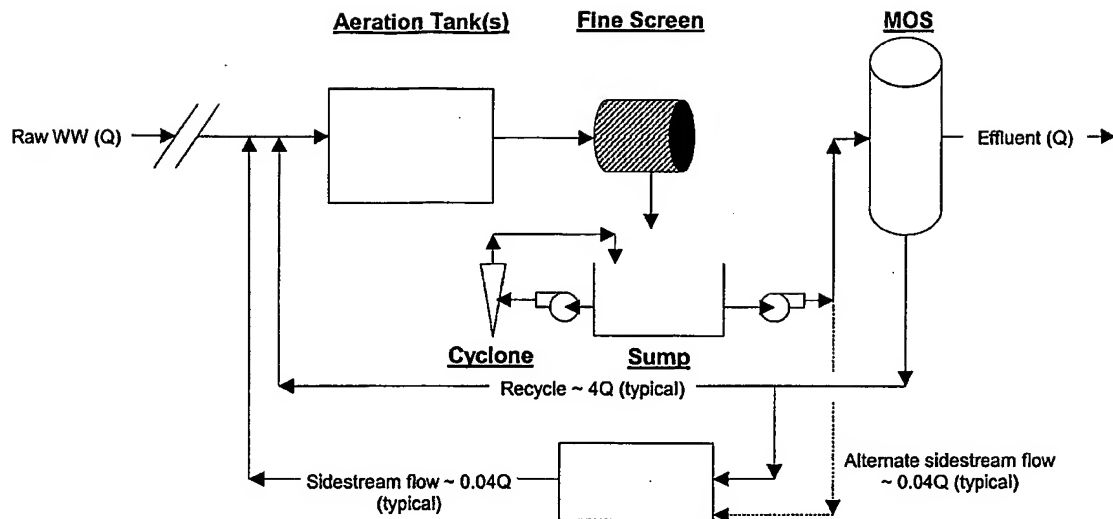 Aeration Tank(s)
Fine Screen
MOS
Raw WW (Q)
Effluent (Q)
Cyclone
Sump
Recycle ~ 4Q (typical)
Sidestream flow ~ 0.04Q
(typical)
Alternate sidestream flow
~ 0.04Q (typical)